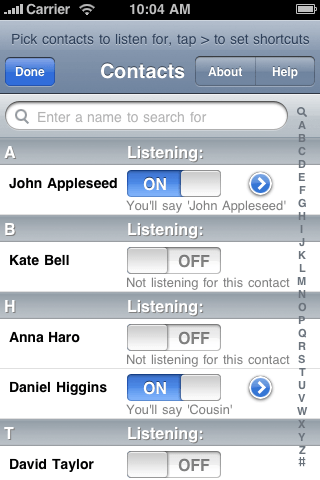 Carrier 10:04 AM
Pick contacts to listen for, tap > to set shortcuts
Done Contacts About Help
Enter a name to search for
A Listening:
John Appleseed ON
You'll say 'John Appleseed'
B Listening:
Kate Bell OFF
Not listening for this contact
H Listening:
Anna Haro OFF
Not listening for this contact
Daniel Higgins ON
You'll say 'Cousin'
T Listening:
David Taylor OFF
A
B
C
D
E
F
G
H
I
J
K
L
M
N
O
P
Q
R
S
T
U
V
W
X
Y
Z
#